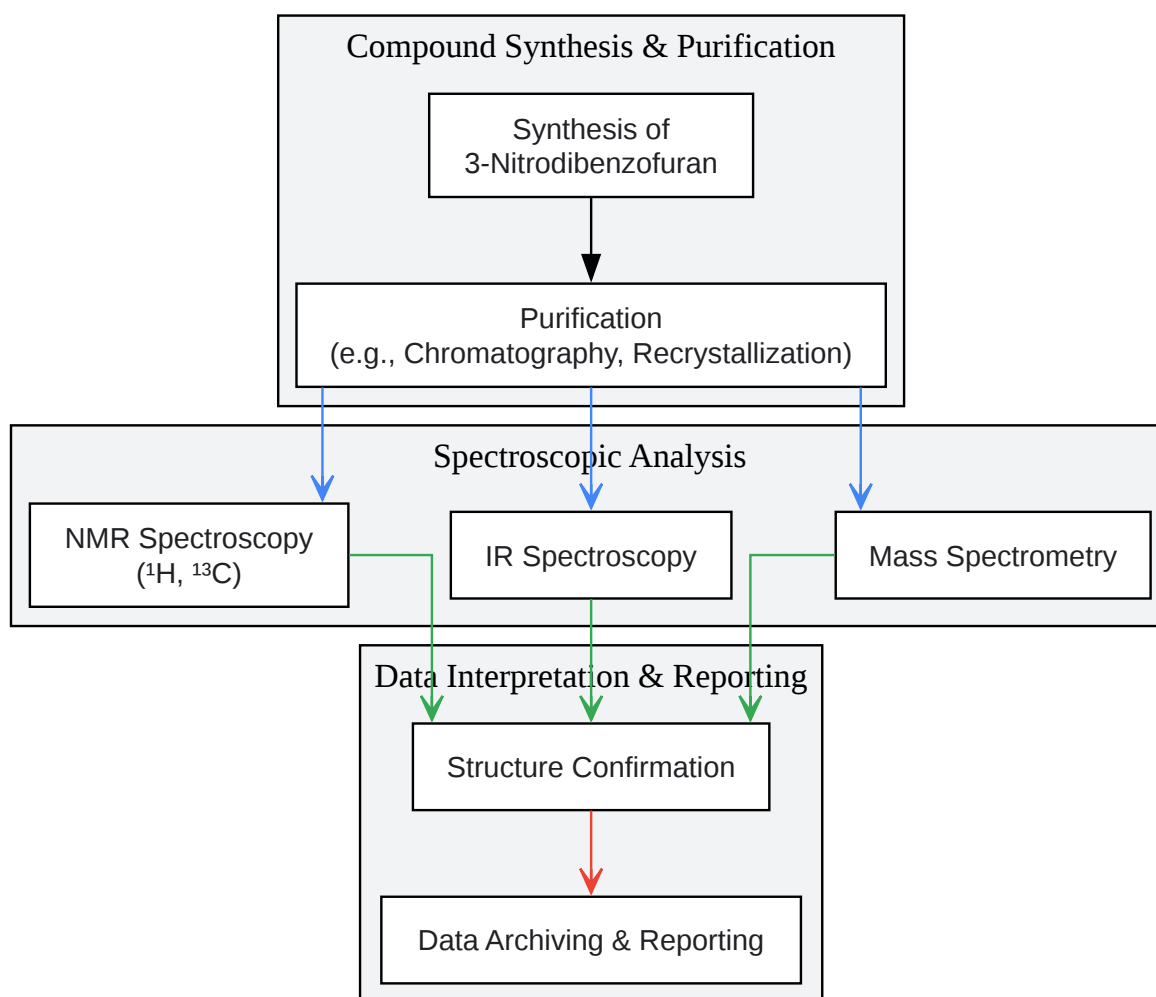 Compound Synthesis & Purification
Synthesis of
3-Nitrodibenzofuran
Purification
(e.g., Chromatography, Recrystallization)
Spectroscopic Analysis
NMR Spectroscopy
(¹H, ¹³C)
IR Spectroscopy
Mass Spectrometry
Data Interpretation & Reporting
Structure Confirmation
Data Archiving & Reporting